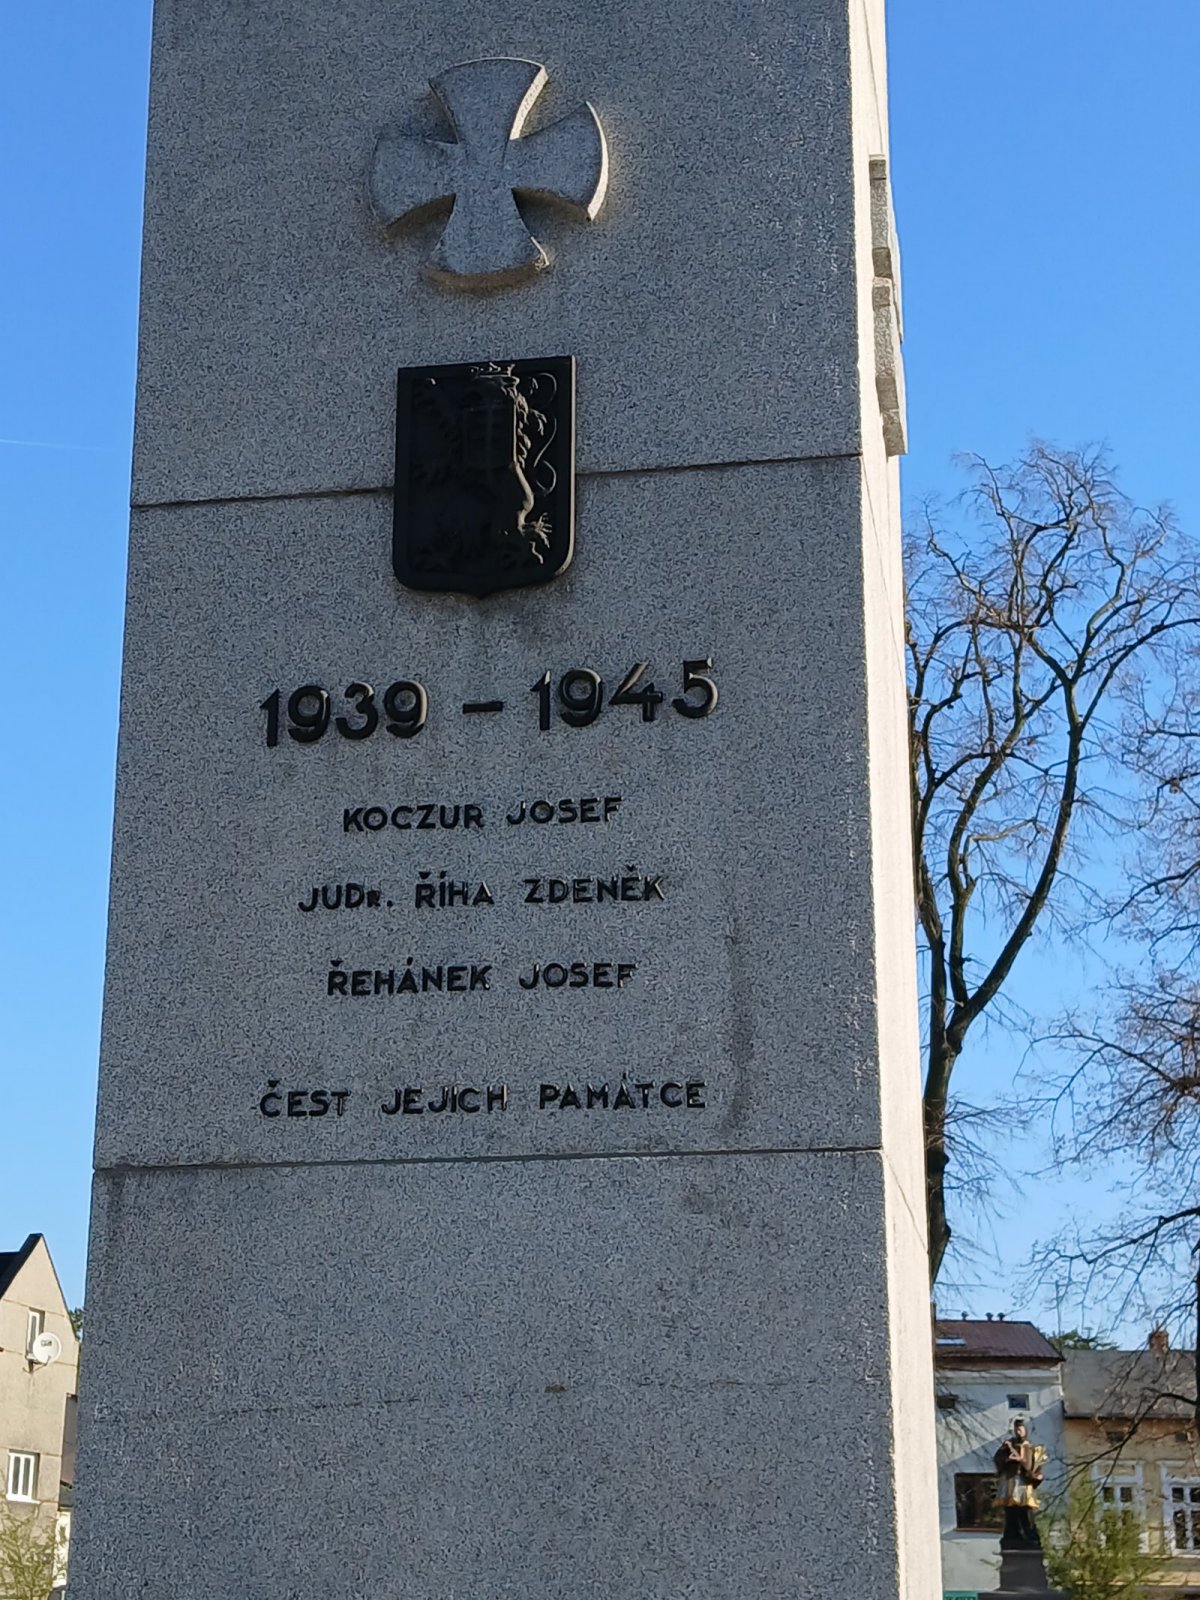 1939 – 1945
KOCZUR JOSEF
JUDR. ŘÍHA ZDENĚK
ŘEHÁNEK JOSEF
ČEST JEJICH PAMÁTCE